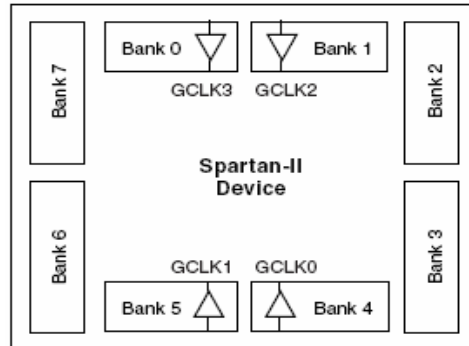 Bank 0
Bank 1
Bank 7
Bank 2
GCLK3
GCLK2
Spartan-II
Device
Bank 6
Bank 3
GCLK1
GCLK0
Bank 5
Bank 4